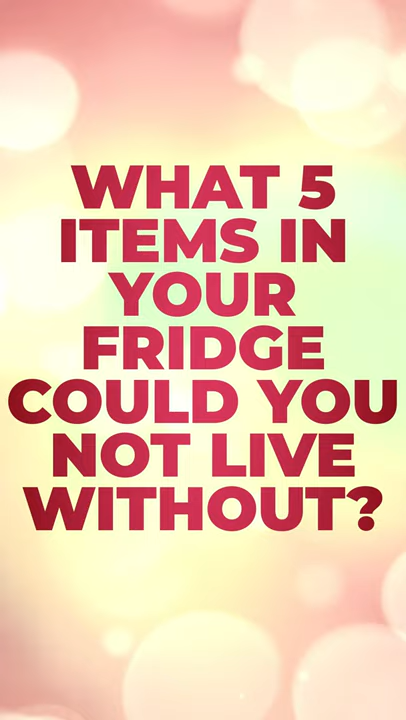 WHAT 5
ITEMS IN
YOUR
FRIDGE
COULD YOU
NOT LIVE
WITHOUT?